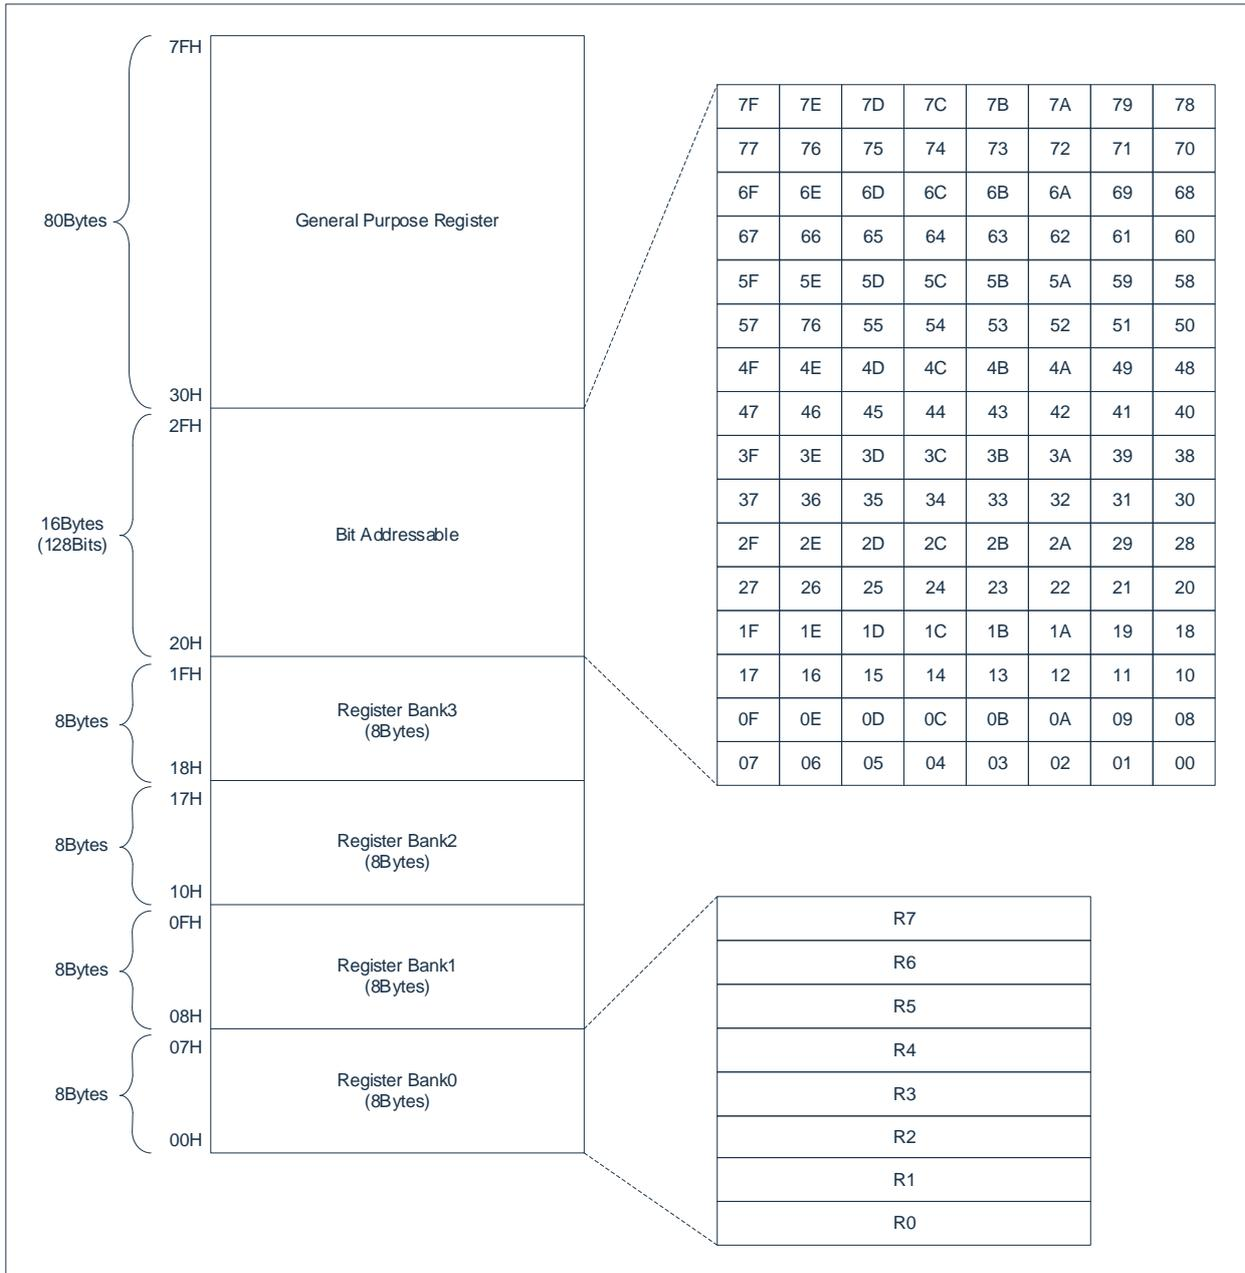 7FH
80Bytes
General Purpose Register
30H
2FH
16Bytes
(128Bits)
Bit Addressable
20H
1FH
8Bytes
Register Bank3
(8Bytes)
18H
17H
8Bytes
Register Bank2
(8Bytes)
10H
0FH
8Bytes
Register Bank1
(8Bytes)
08H
07H
8Bytes
Register Bank0
(8Bytes)
00H
7F 7E 7D 7C 7B 7A 79 78
77 76 75 74 73 72 71 70
6F 6E 6D 6C 6B 6A 69 68
67 66 65 64 63 62 61 60
5F 5E 5D 5C 5B 5A 59 58
57 76 55 54 53 52 51 50
4F 4E 4D 4C 4B 4A 49 48
47 46 45 44 43 42 41 40
3F 3E 3D 3C 3B 3A 39 38
37 36 35 34 33 32 31 30
2F 2E 2D 2C 2B 2A 29 28
27 26 25 24 23 22 21 20
1F 1E 1D 1C 1B 1A 19 18
17 16 15 14 13 12 11 10
0F 0E 0D 0C 0B 0A 09 08
07 06 05 04 03 02 01 00
R7
R6
R5
R4
R3
R2
R1
R0